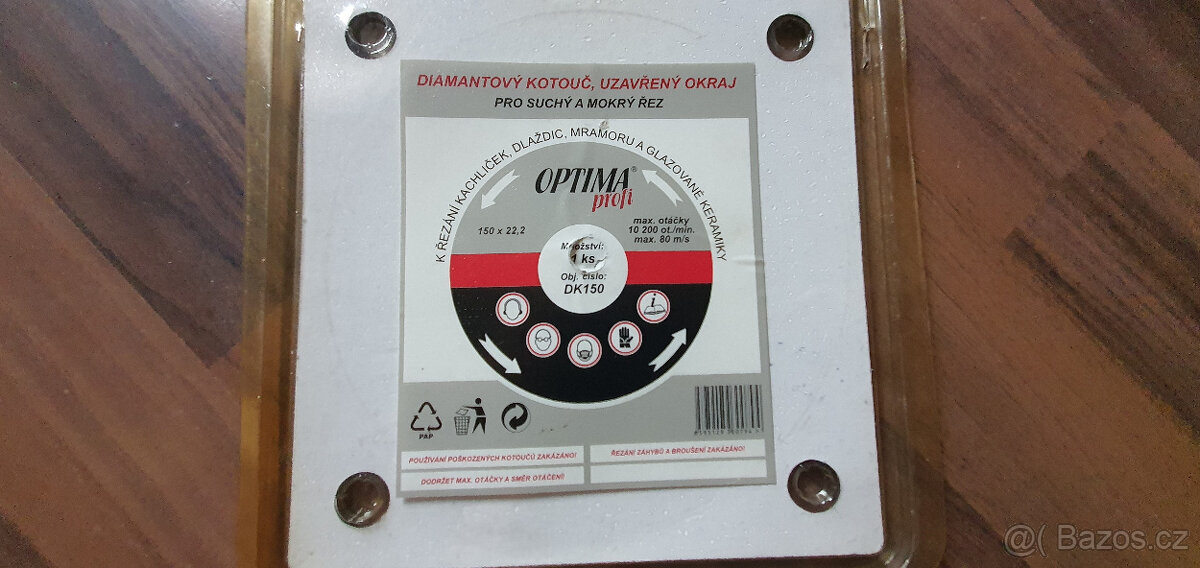 DIAMANTOVÝ KOTOUČ, UZAVŘENÝ OKRAJ
PRO SUCHÝ A MOKRÝ ŘEZ
K ŘEZÁNÍ KACHLIČEK, DLAŽDIC, MRAMORU A GLAZOVANÉ KERAMIKY
OPTIMA®
profi
150 x 22,2
max. otáčky
10 200 ot./min.
max. 80 m/s
Množství:
1 ks
Obj. číslo:
DK150
PAP
POUŽÍVÁNÍ POŠKOZENÝCH KOTOUČŮ ZAKÁZÁNO!
ŘEZÁNÍ ZÁHYBŮ A BROUŠENÍ ZAKÁZÁNO!
DODRŽET MAX. OTÁČKY A SMĚR OTÁČENÍ!
@( Bazos.cz